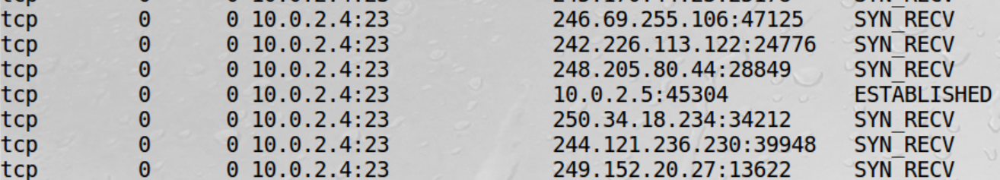 tcp 0 0 10.0.2.4:23 246.69.255.106:47125 SYN_RECV
tcp 0 0 10.0.2.4:23 242.226.113.122:24776 SYN_RECV
tcp 0 0 10.0.2.4:23 248.205.80.44:28849 SYN_RECV
tcp 0 0 10.0.2.4:23 10.0.2.5:45304 ESTABLISHED
tcp 0 0 10.0.2.4:23 250.34.18.234:34212 SYN_RECV
tcp 0 0 10.0.2.4:23 244.121.236.230:39948 SYN_RECV
tcp 0 0 10.0.2.4:23 249.152.20.27:13622 SYN_RECV